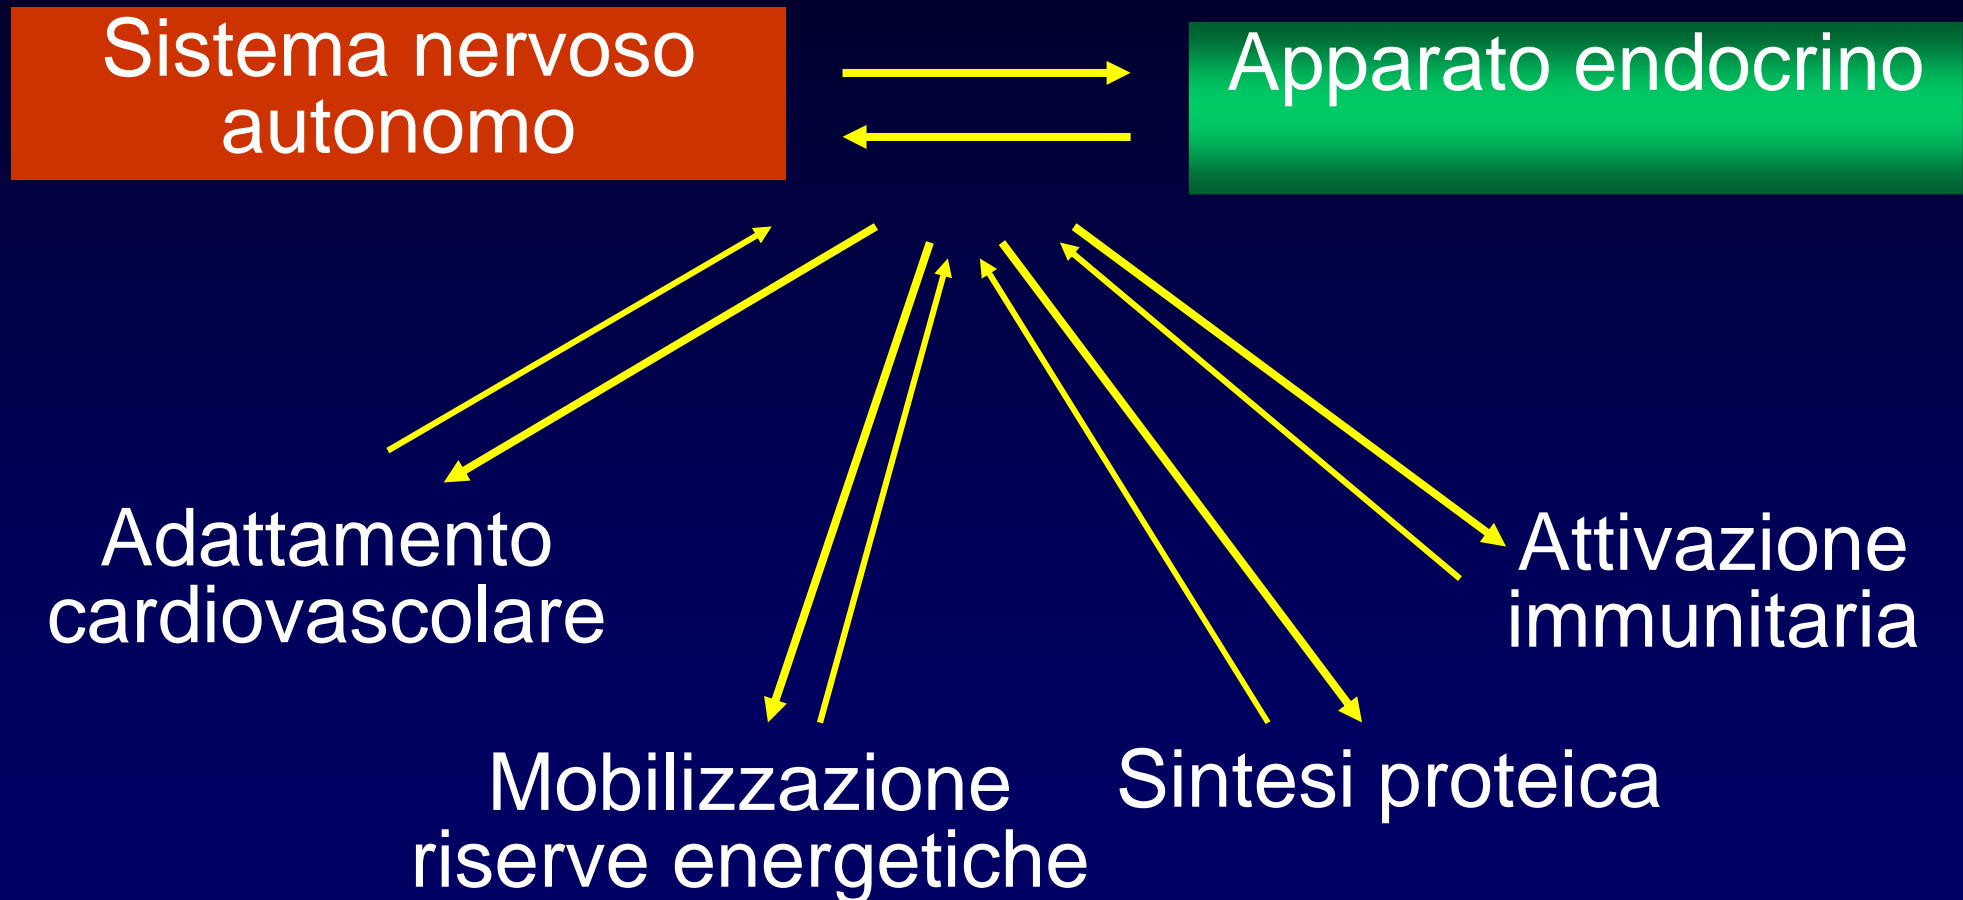 Sistema nervoso
autonomo
Apparato endocrino
Adattamento
cardiovascolare
Attivazione
immunitaria
Mobilizzazione
riserve energetiche
Sintesi proteica